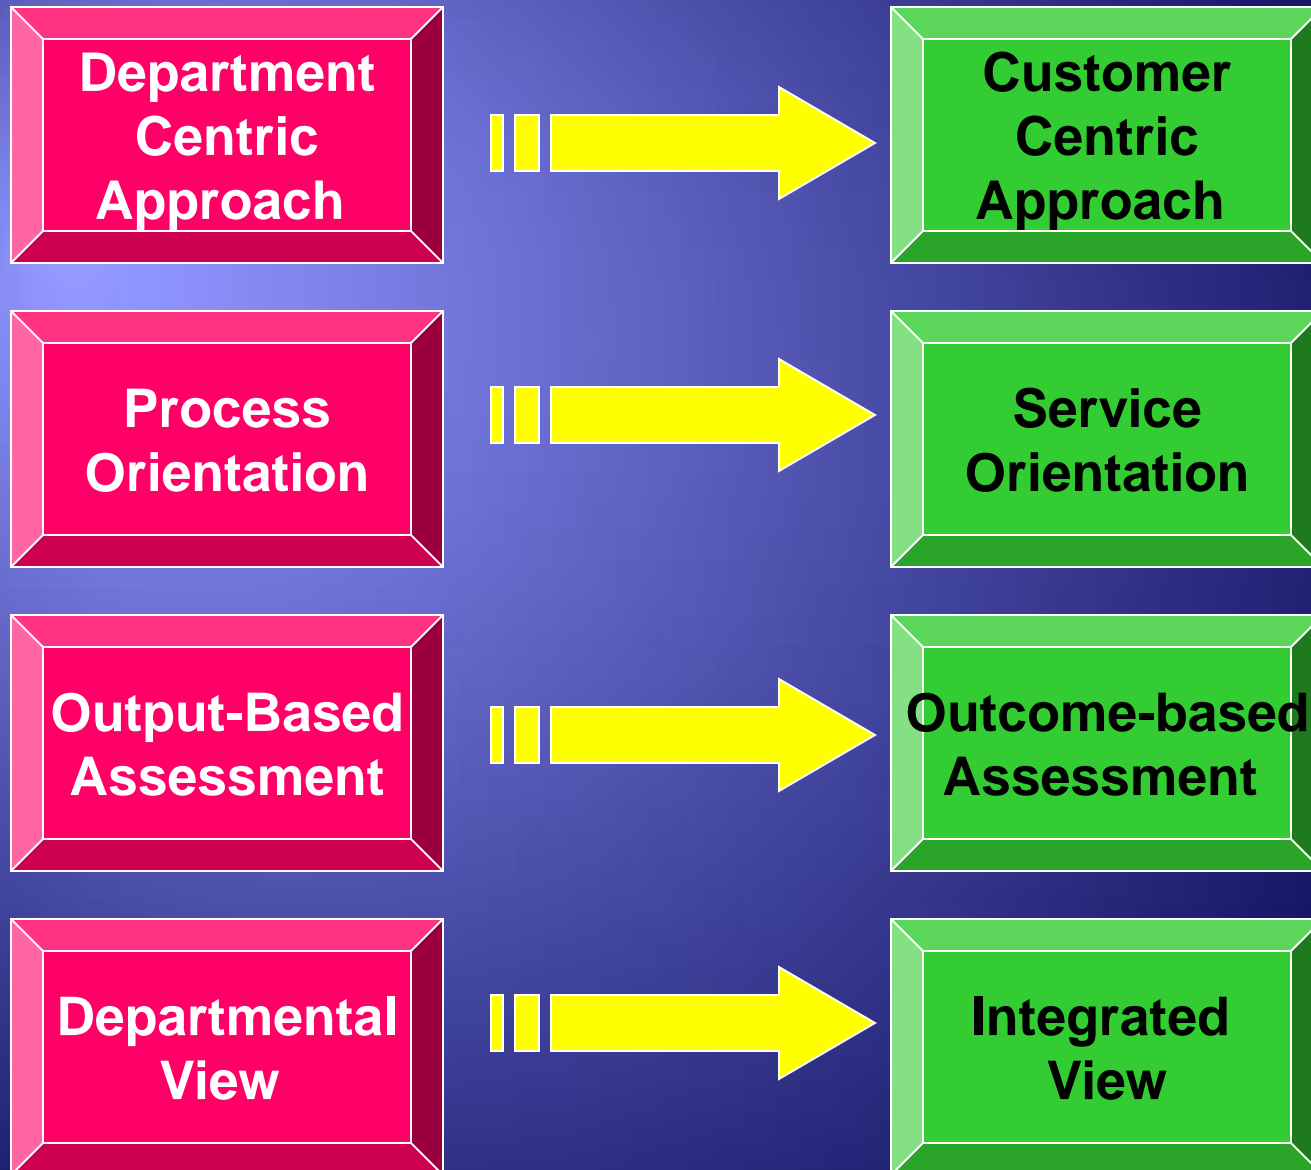 Department
Centric
Approach
Customer
Centric
Approach
Process
Orientation
Service
Orientation
Output-Based
Assessment
Outcome-based
Assessment
Departmental
View
Integrated
View